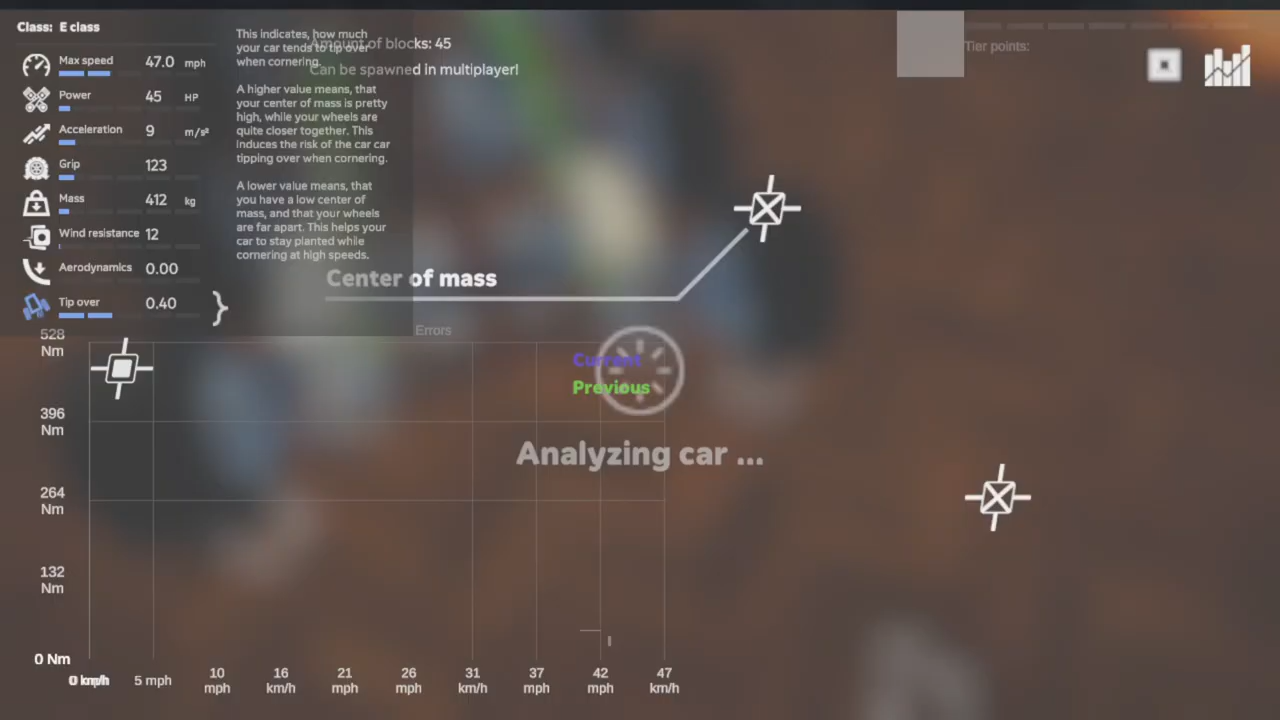 Class: E class
Max speed 47.0 mph
Power 45 HP
Acceleration 9 m/s²
Grip 123
Mass 412 kg
Wind resistance 12
Aerodynamics 0.00
Tip over 0.40
This indicates, how much
your car tends to tip over
when cornering.
A higher value means, that
your center of mass is pretty
high, while your wheels are
quite closer together. This
induces the risk of the car car
tipping over when cornering.
A lower value means, that
you have a low center of
mass, and that your wheels
are far apart. This helps your
car to stay planted while
cornering at high speeds.
Amount of blocks: 45
Can be spawned in multiplayer!
Tier points:
Center of mass
Errors
Current
Previous
Analyzing car ...
528
Nm
396
Nm
264
Nm
132
Nm
0 Nm
5 mph
10
mph
16
km/h
21
mph
26
mph
31
km/h
37
mph
42
mph
47
km/h